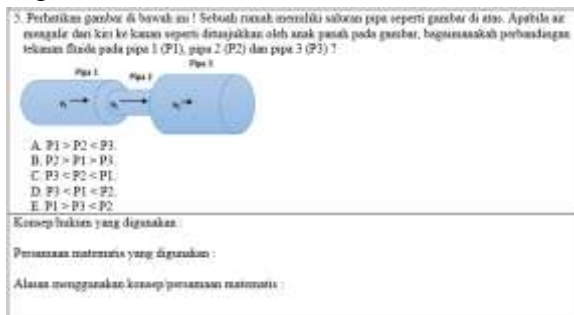 5. Perhatikan gambar di bawah ini ! Sebuah rumah memiliki saluran pipa seperti gambar di atas. Apabila air
mengalir dari kiri ke kanan seperti ditunjukkan oleh anak panah pada gambar, bagaimanakah perbandingan
tekanan fluida pada pipa 1 (P1), pipa 2 (P2) dan pipa 3 (P3) ?
Pipa 1 Pipa 2 Pipa 3
A. P1 > P2 < P3.
B. P2 > P1 > P3.
C. P3 < P2 < P1.
D. P3 < P1 < P2.
E. P1 > P3 < P2
Konsep/hukum yang digunakan :
Persamaan matematis yang digunakan :
Alasan menggunakan konsep/persamaan matematis :